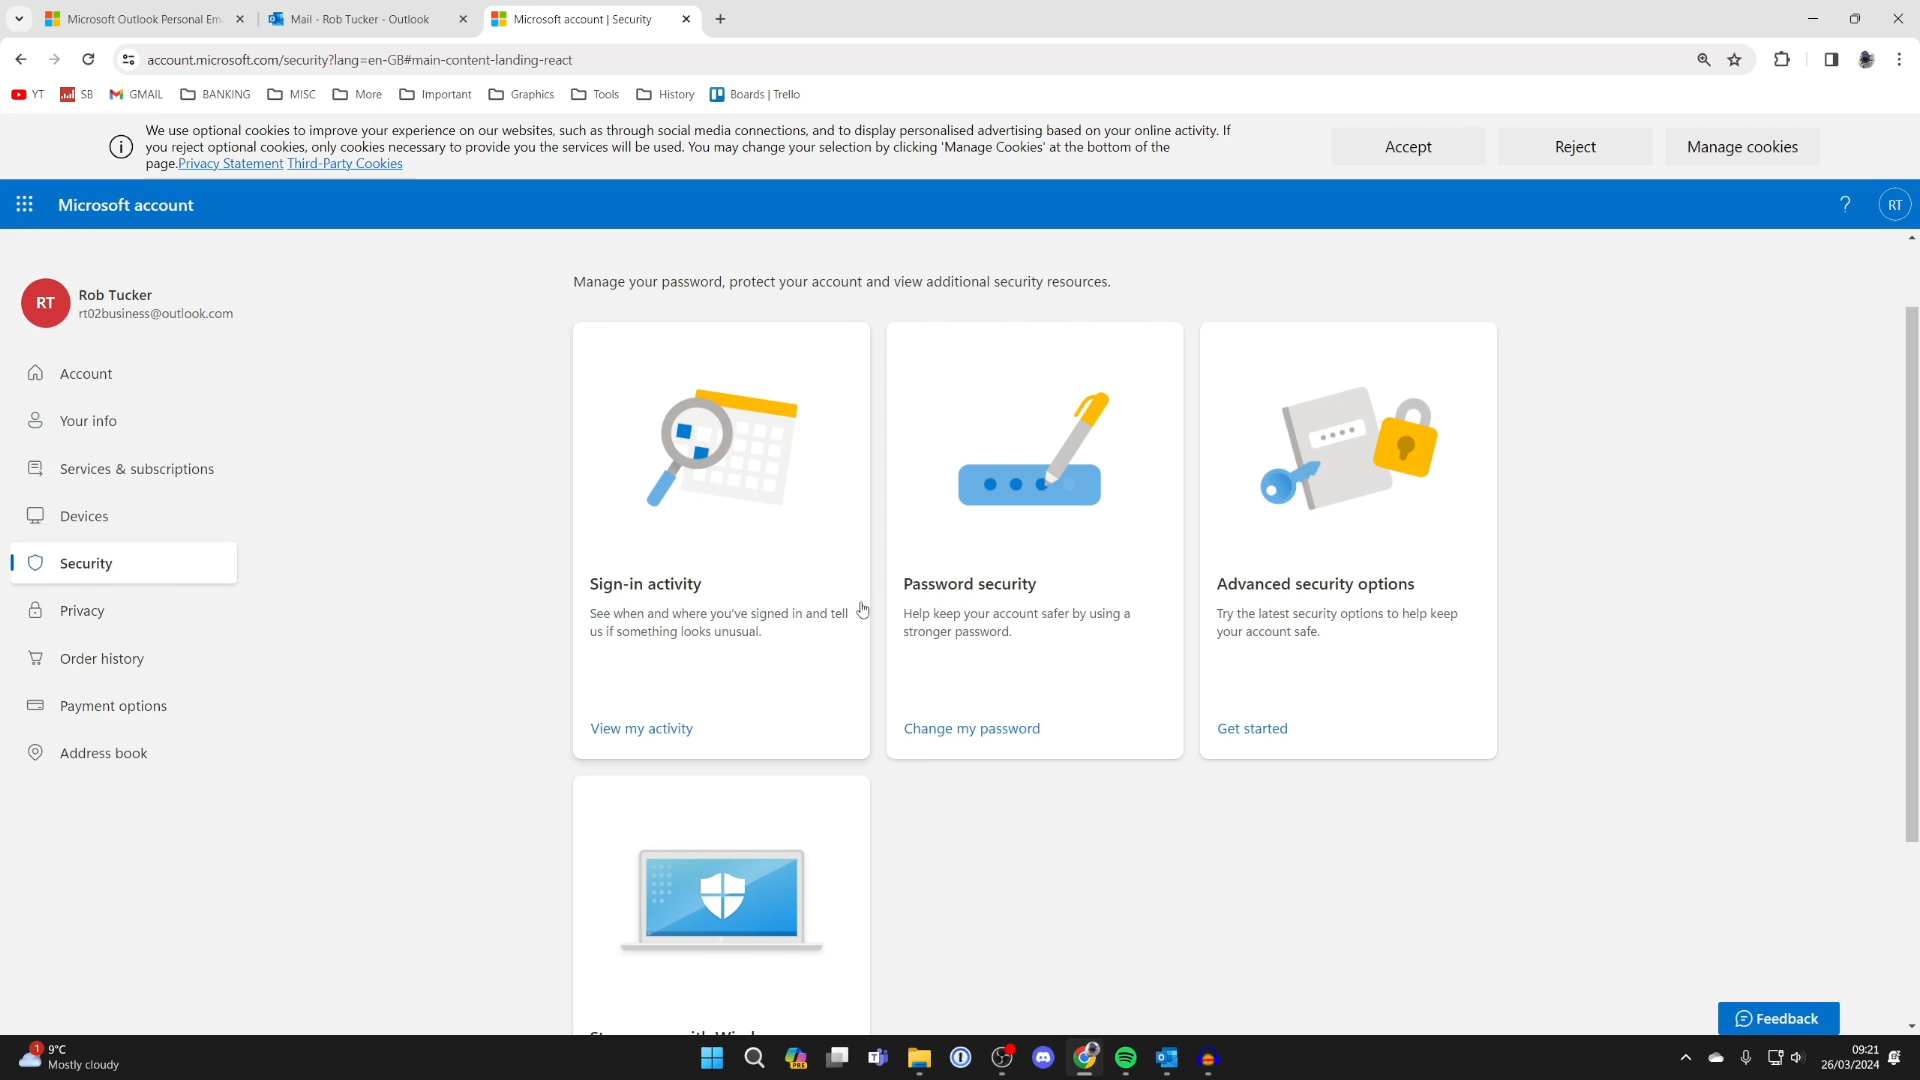 Microsoft Outlook Personal Em
Mail - Rob Tucker - Outlook
Microsoft account | Security
account.microsoft.com/security?lang=en-GB#main-content-landing-react
YT
SB
GMAIL
BANKING
MISC
More
Important
Graphics
Tools
History
Boards | Trello
We use optional cookies to improve your experience on our websites, such as through social media connections, and to display personalised advertising based on your online activity. If
you reject optional cookies, only cookies necessary to provide you the services will be used. You may change your selection by clicking 'Manage Cookies' at the bottom of the
page.Privacy Statement Third-Party Cookies
Accept
Reject
Manage cookies
Microsoft account
?
RT
RT
Rob Tucker
rt02business@outlook.com
Account
Your info
Services & subscriptions
Devices
Security
Privacy
Order history
Payment options
Address book
Manage your password, protect your account and view additional security resources.
Sign-in activity
See when and where you've signed in and tell
us if something looks unusual.
View my activity
Password security
Help keep your account safer by using a
stronger password.
Change my password
Advanced security options
Try the latest security options to help keep
your account safe.
Get started
Feedback
1
9°C
Mostly cloudy
PRE
09:21
26/03/2024